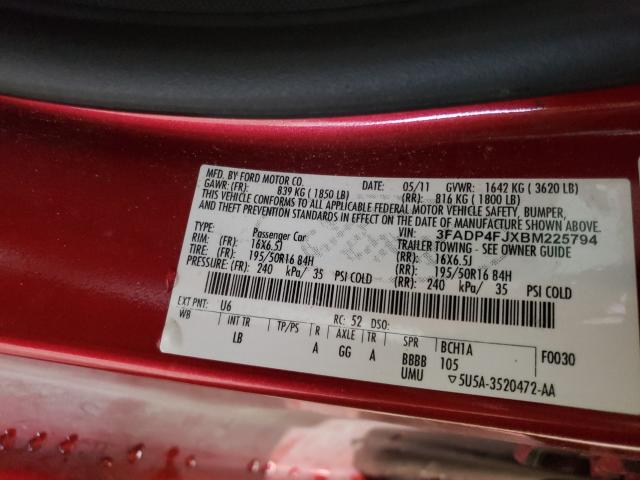 MFD. BY FORD MOTOR CO.
DATE: 05/11 GVWR: 1642 KG ( 3620 LB)
GAWR: (FR): 839 KG ( 1850 LB) (RR): 816 KG ( 1800 LB)
THIS VEHICLE CONFORMS TO ALL APPLICABLE FEDERAL MOTOR VEHICLE SAFETY, BUMPER,
AND THEFT PREVENTION STANDARDS IN EFFECT ON THE DATE OF MANUFACTURE SHOWN ABOVE.
VIN: 3FADP4FJXBM225794
TYPE: Passenger Car TRAILER TOWING - SEE OWNER GUIDE
RIM: (FR): 16X6.5J (RR): 16X6.5J
TIRE: (FR): 195/50R16 84H (RR): 195/50R16 84H
PRESSURE: (FR): 240 kPa/ 35 PSI COLD (RR): 240 kPa/ 35 PSI COLD
EXT PNT: U6 RC: 52 DSO:
WB INT TR TP/PS R AXLE TR SPR BCH1A F0030
LB A GG A BBBB 105
UMU ▽5U5A-3520472-AA